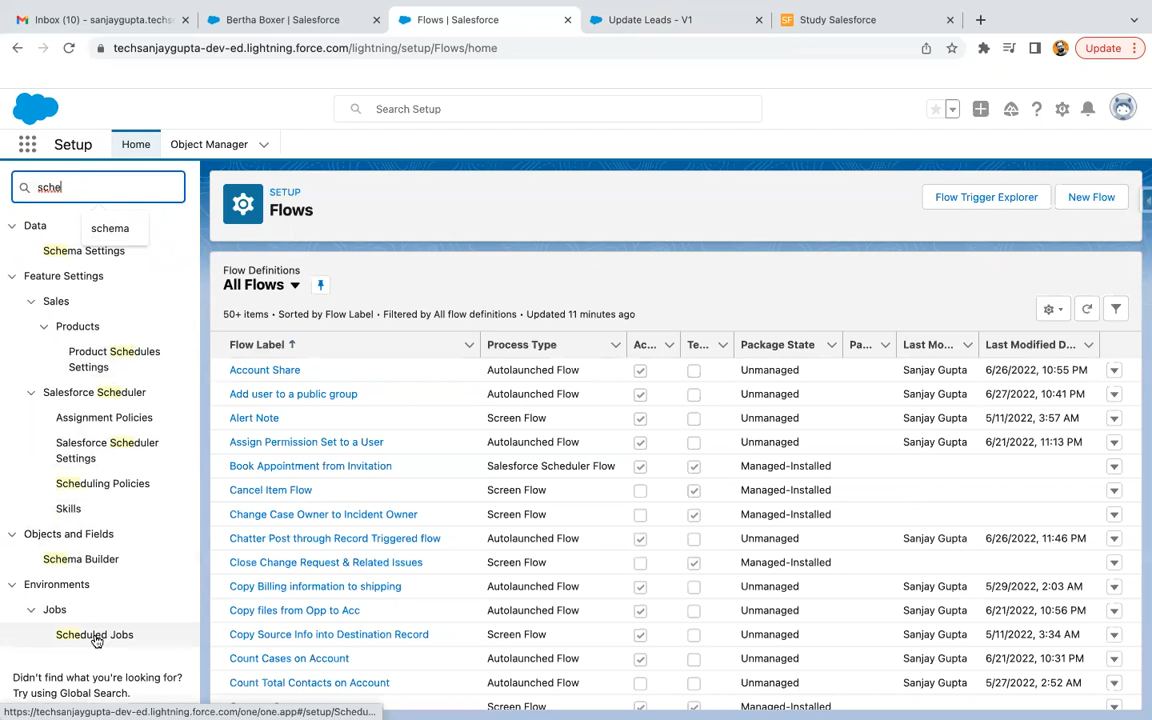 Inbox (9) - sanjaygupta.techs
Bertha Boxer | Salesforce
Flows | Salesforce
Update Leads - V1
SF Study Salesforce
techsanjaygupta-dev-ed.lightning.force.com/lightning/setup/Flows/home
Update
Search Setup
Setup
Home
Object Manager
sche
schema
Data
Schema Settings
Feature Settings
Sales
Products
Product Schedules
Settings
Salesforce Scheduler
Assignment Policies
Salesforce Scheduler
Settings
Scheduling Policies
Skills
Objects and Fields
Schema Builder
Environments
Jobs
Scheduled Jobs
Didn't find what you're looking for?
Try using Global Search.
https://techsanjaygupta-dev-ed.lightning.force.com/one/one.app#/setup/Schedu...
SETUP
Flows
Flow Trigger Explorer
New Flow
Flow Definitions
All Flows
50+ items • Sorted by Flow Label • Filtered by All flow definitions • Updated 11 minutes ago
Flow Label ↑ Process Type Ac... Te... Package State Pa... Last Mo... Last Modified D...
Account Share Autolaunched Flow Unmanaged Sanjay Gupta 6/26/2022, 10:55 PM
Add user to a public group Autolaunched Flow Unmanaged Sanjay Gupta 6/27/2022, 10:41 PM
Alert Note Screen Flow Unmanaged Sanjay Gupta 5/11/2022, 3:57 AM
Assign Permission Set to a User Autolaunched Flow Unmanaged Sanjay Gupta 6/21/2022, 11:13 PM
Book Appointment from Invitation Salesforce Scheduler Flow Managed-Installed
Cancel Item Flow Screen Flow Managed-Installed
Change Case Owner to Incident Owner Screen Flow Managed-Installed
Chatter Post through Record Triggered flow Autolaunched Flow Unmanaged Sanjay Gupta 6/26/2022, 11:46 PM
Close Change Request & Related Issues Screen Flow Managed-Installed
Copy Billing information to shipping Autolaunched Flow Unmanaged Sanjay Gupta 5/29/2022, 2:03 AM
Copy files from Opp to Acc Autolaunched Flow Unmanaged Sanjay Gupta 6/21/2022, 10:56 PM
Copy Source Info into Destination Record Screen Flow Unmanaged Sanjay Gupta 5/11/2022, 3:34 AM
Count Cases on Account Autolaunched Flow Unmanaged Sanjay Gupta 6/21/2022, 10:31 PM
Count Total Contacts on Account Autolaunched Flow Unmanaged Sanjay Gupta 5/27/2022, 2:52 AM
Screen Flow